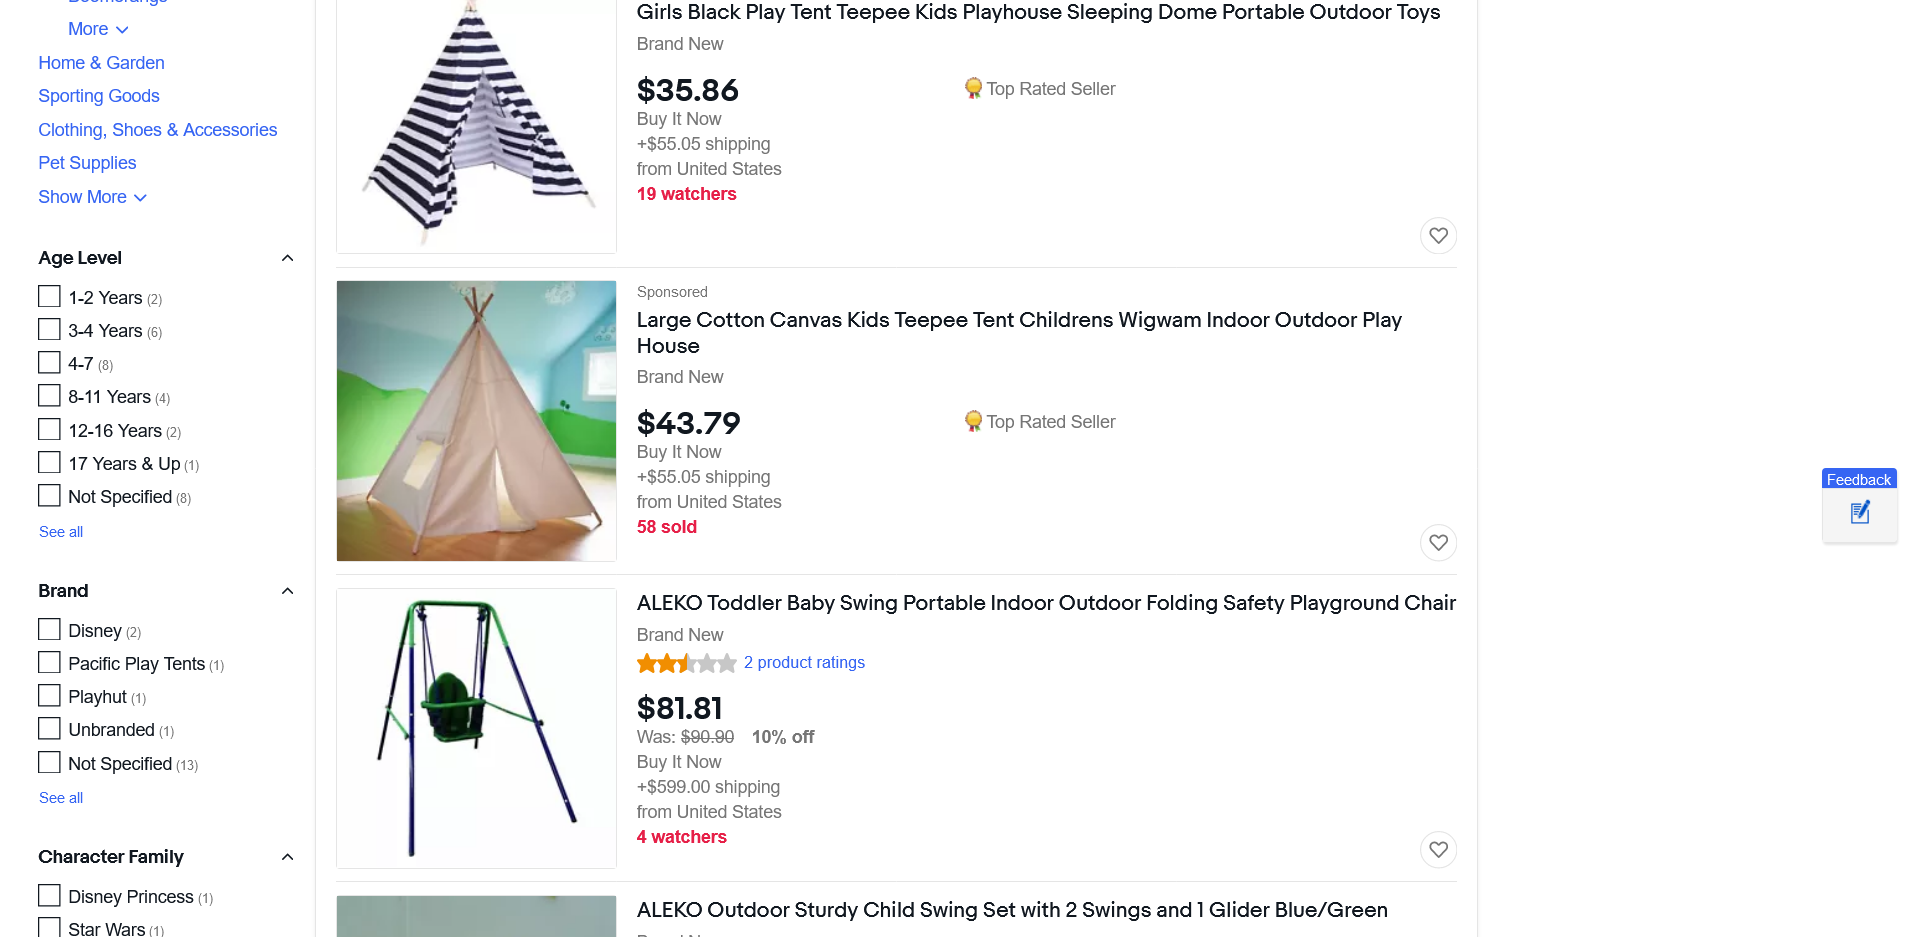 More
Home & Garden
Sporting Goods
Clothing, Shoes & Accessories
Pet Supplies
Show More
Age Level
1-2 Years (2)
3-4 Years (6)
4-7 (8)
8-11 Years (4)
12-16 Years (2)
17 Years & Up (1)
Not Specified (8)
See all
Brand
Disney (2)
Pacific Play Tents (1)
Playhut (1)
Unbranded (1)
Not Specified (13)
See all
Character Family
Disney Princess (1)
Star Wars (1)
Girls Black Play Tent Teepee Kids Playhouse Sleeping Dome Portable Outdoor Toys
Brand New
$35.86
Top Rated Seller
Buy It Now
+$55.05 shipping
from United States
19 watchers
Sponsored
Large Cotton Canvas Kids Teepee Tent Childrens Wigwam Indoor Outdoor Play
House
Brand New
$43.79
Top Rated Seller
Buy It Now
+$55.05 shipping
from United States
58 sold
ALEKO Toddler Baby Swing Portable Indoor Outdoor Folding Safety Playground Chair
Brand New
2 product ratings
$81.81
Was: $90.90 10% off
Buy It Now
+$599.00 shipping
from United States
4 watchers
ALEKO Outdoor Sturdy Child Swing Set with 2 Swings and 1 Glider Blue/Green
Feedback